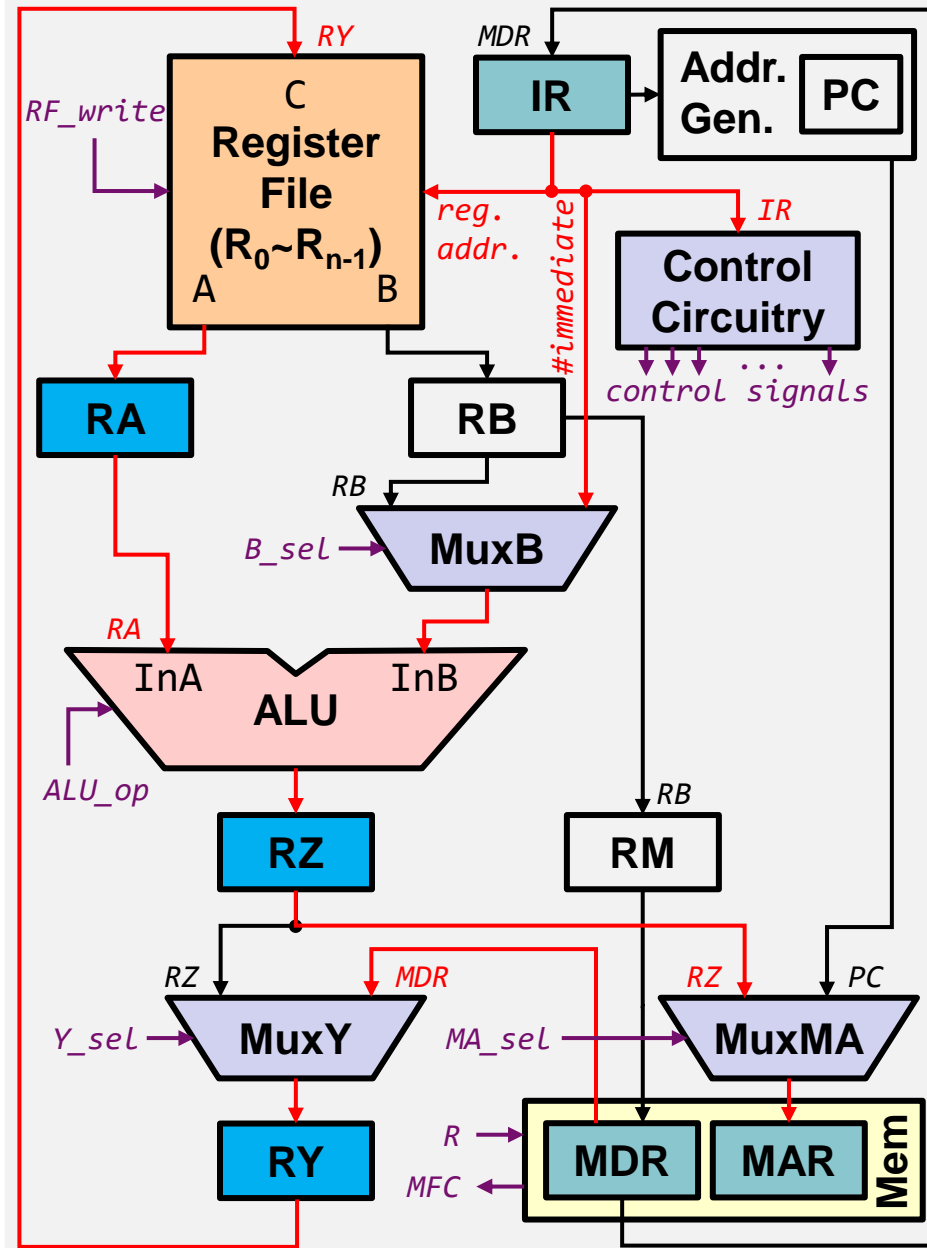 RY
MDR
IR
Addr.
Gen.
PC
C
Register
File
(R0~Rn-1)
A
B
RF_write
reg.
addr.
#immediate
IR
Control
Circuitry
...
control signals
RA
RB
RB
B_sel
MuxB
RA
InA
InB
ALU
ALU_op
RZ
RB
RM
RZ
MDR
RZ
PC
Y_sel
MuxY
MA_sel
MuxMA
RY
R
MFC
MDR
MAR
Mem